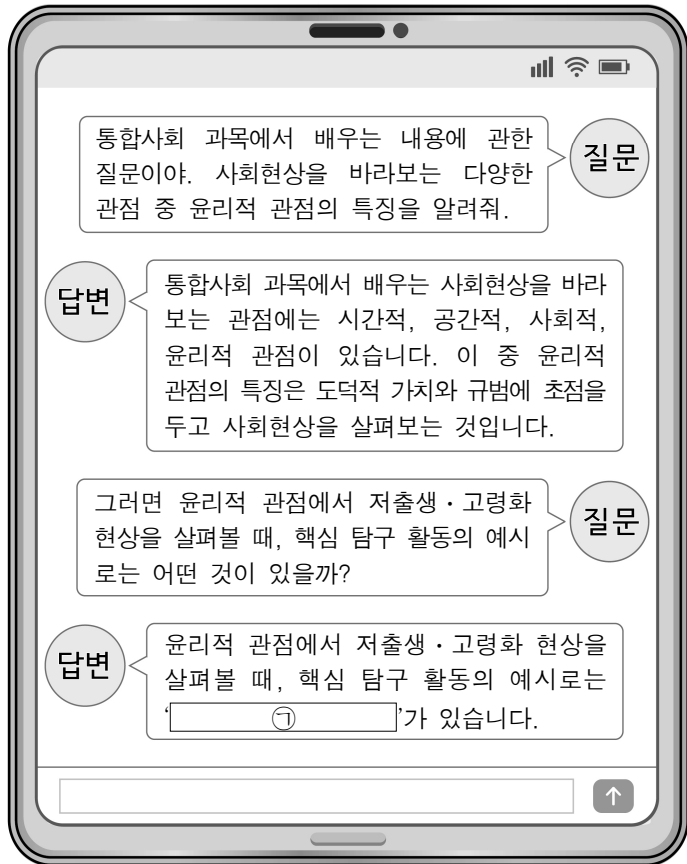 통합사회 과목에서 배우는 내용에 관한
질문이야. 사회현상을 바라보는 다양한
관점 중 윤리적 관점의 특징을 알려줘.
질문
답변
통합사회 과목에서 배우는 사회현상을 바라
보는 관점에는 시간적, 공간적, 사회적,
윤리적 관점이 있습니다. 이 중 윤리적
관점의 특징은 도덕적 가치와 규범에 초점을
두고 사회현상을 살펴보는 것입니다.
그러면 윤리적 관점에서 저출생・고령화
현상을 살펴볼 때, 핵심 탐구 활동의 예시
로는 어떤 것이 있을까?
질문
답변
윤리적 관점에서 저출생・고령화 현상을
살펴볼 때, 핵심 탐구 활동의 예시로는
‘㉠’가 있습니다.